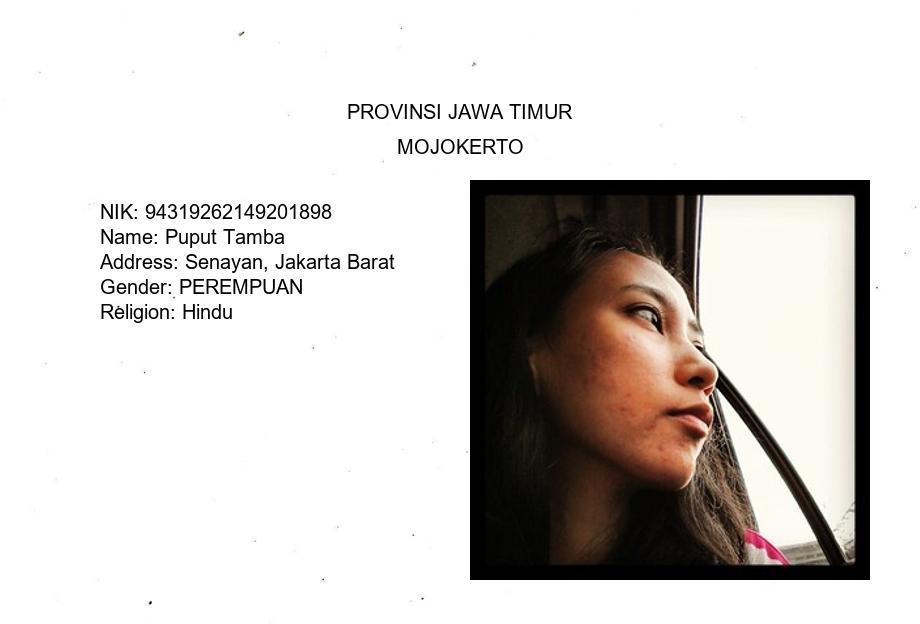 PROVINSI JAWA TIMUR
MOJOKERTO
NIK: 94319262149201898
Name: Puput Tamba
Address: Senayan, Jakarta Barat
Gender: PEREMPUAN
Religion: Hindu